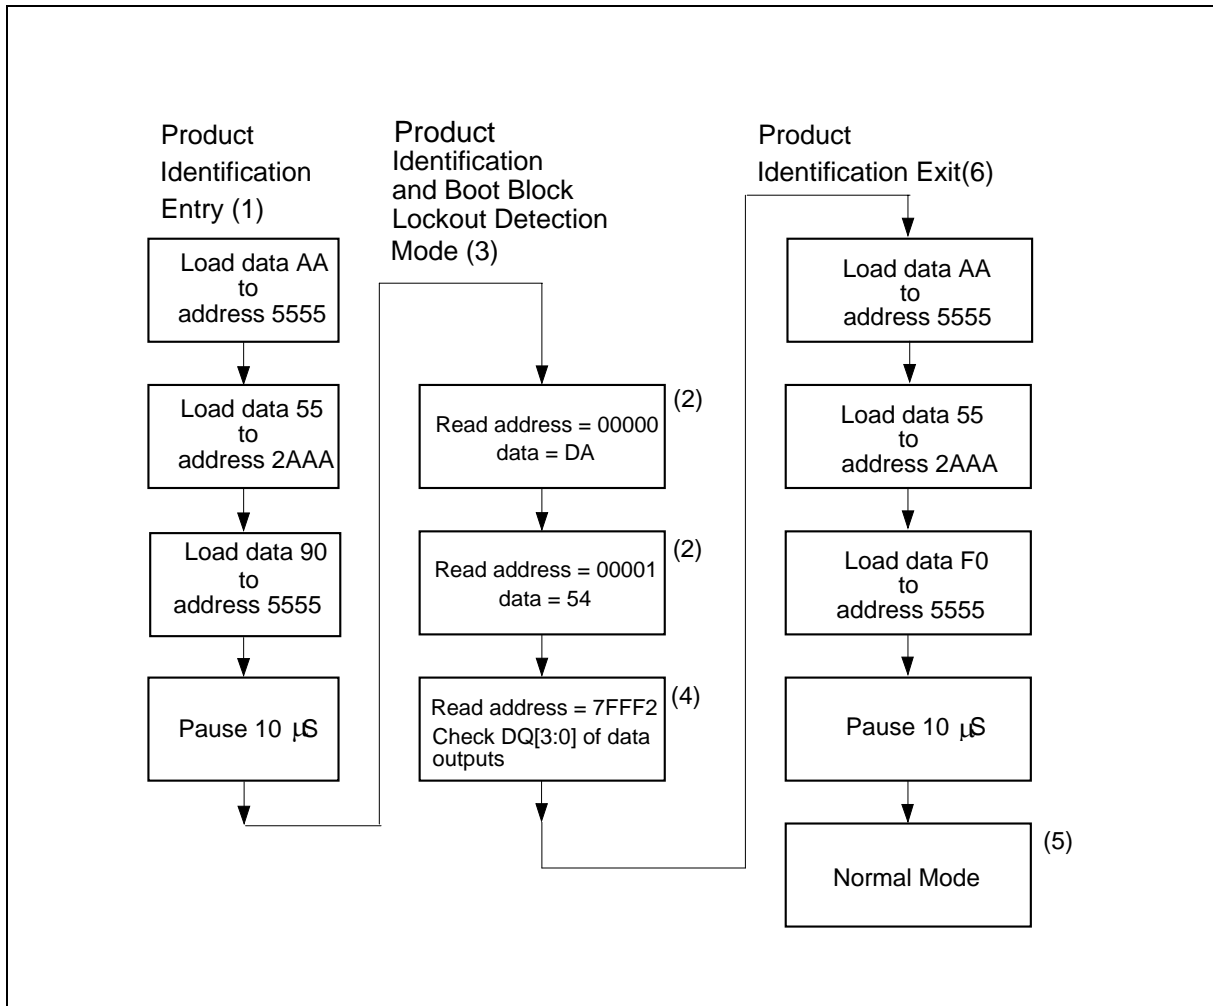 Product
Identification
Entry (1)
Load data AA
to
address 5555
Load data 55
to
address 2AAA
Load data 90
to
address 5555
Pause 10 µS
Product
Identification
and Boot Block
Lockout Detection
Mode (3)
Read address = 00000
data = DA
(2)
Read address = 00001
data = 54
(2)
Read address = 7FFF2
Check DQ[3:0] of data
outputs
(4)
Product
Identification Exit(6)
Load data AA
to
address 5555
Load data 55
to
address 2AAA
Load data F0
to
address 5555
Pause 10 µS
Normal Mode
(5)